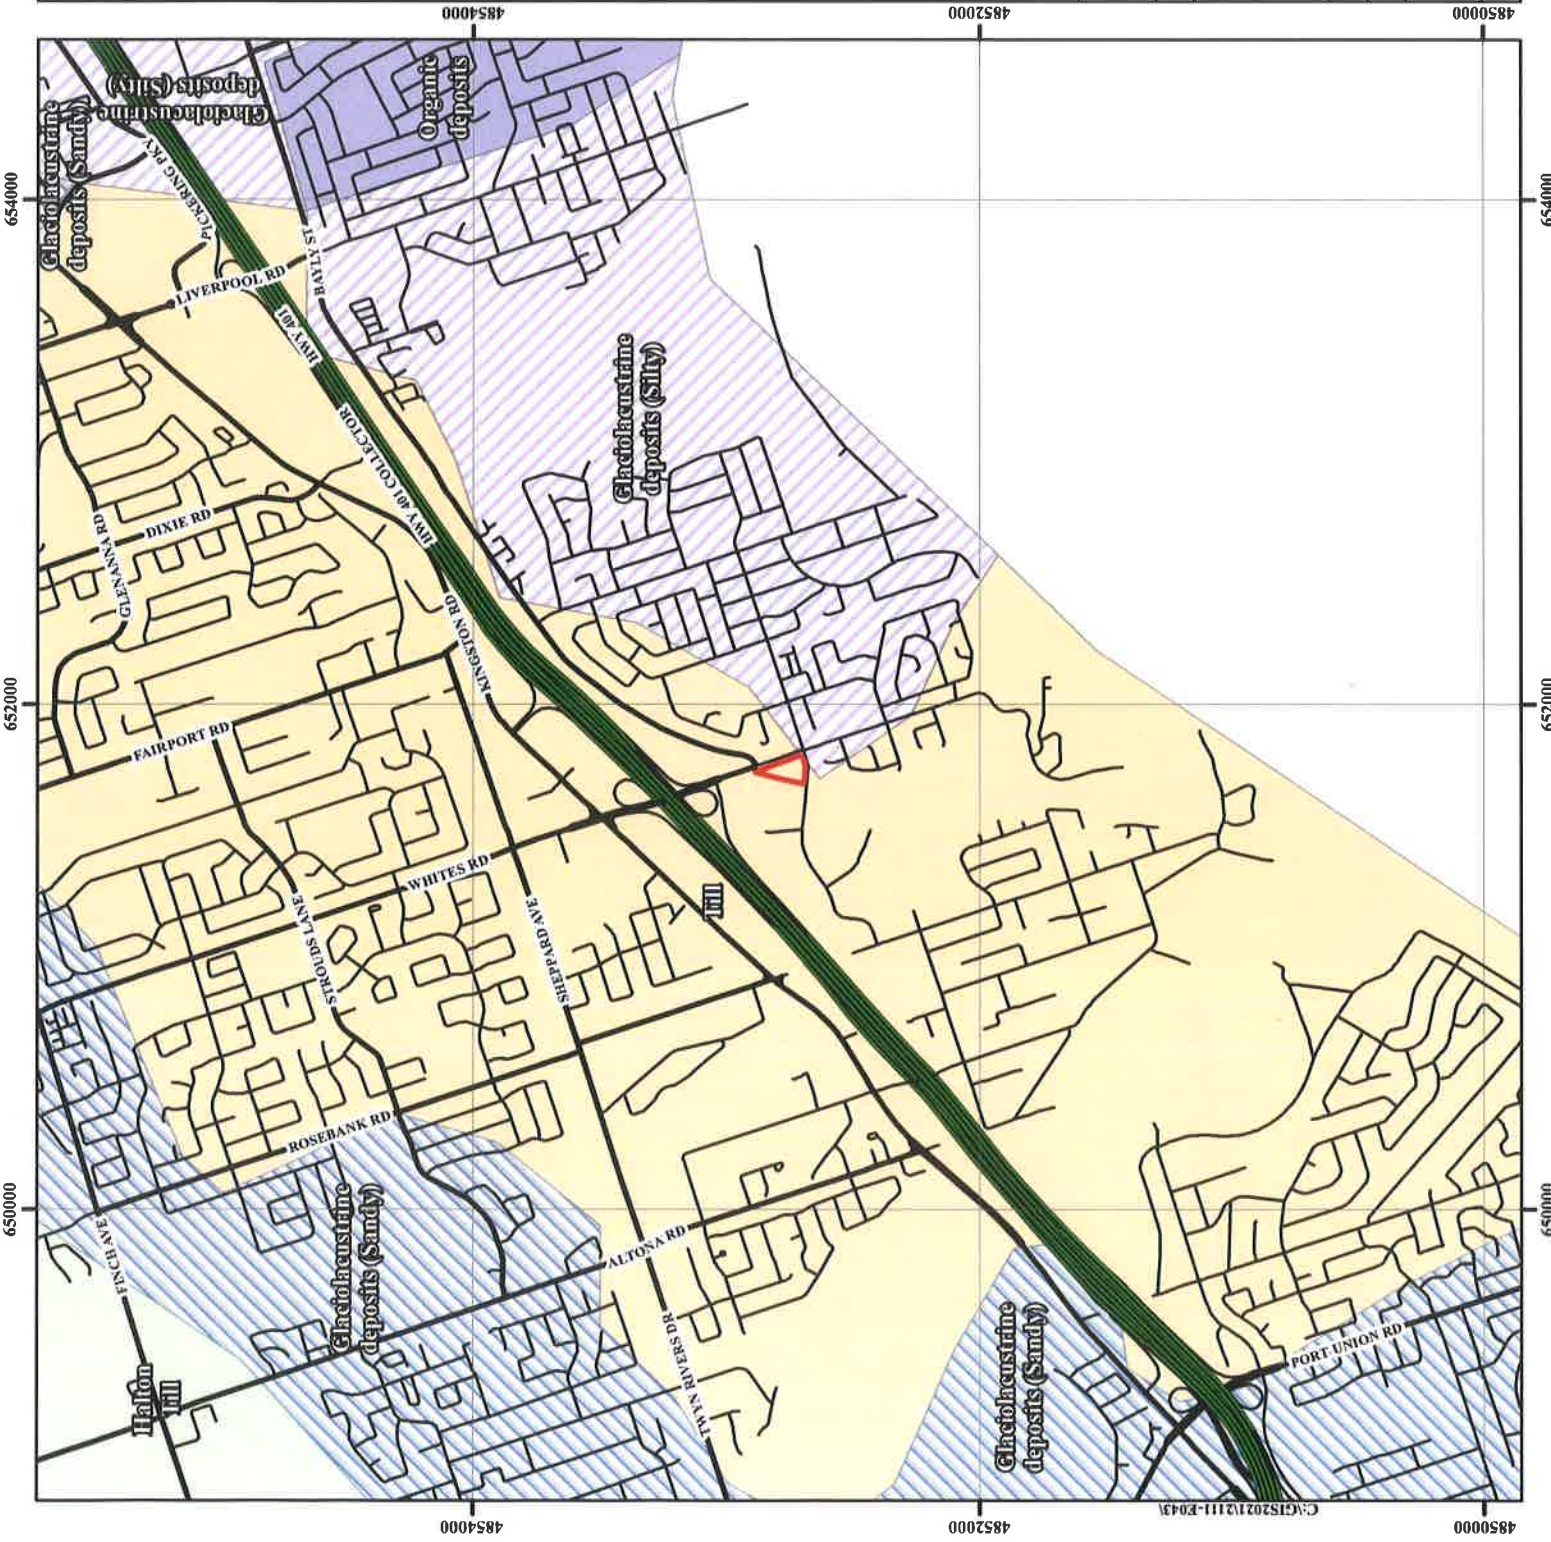 4854000
4852000
4850000
654000
652000
650000
654000
652000
650000
4854000
4852000
4850000
Glaciolacustrine
deposits (Sandy)
Glaciolacustrine
deposits (Silty)
Organic
deposits
PICKERING PKY
LIVERPOOL RD
BAYLY ST
HWY 401
HWY 401 COLLECTOR
Glaciolacustrine
deposits (Silty)
GLENANNA RD
DIXIE RD
KINGSTON RD
FAIRPORT RD
WHITES RD
STROUDS LANE
SHEPPARD AVE
Till
ROSEBANK RD
FINCH AVE
Glaciolacustrine
deposits (Sandy)
ALTONA RD
Halton
Till
TWYN RIVERS DR
Glaciolacustrine
deposits (Sandy)
PORT UNION RD
C:\GIS2021\2111-E043\